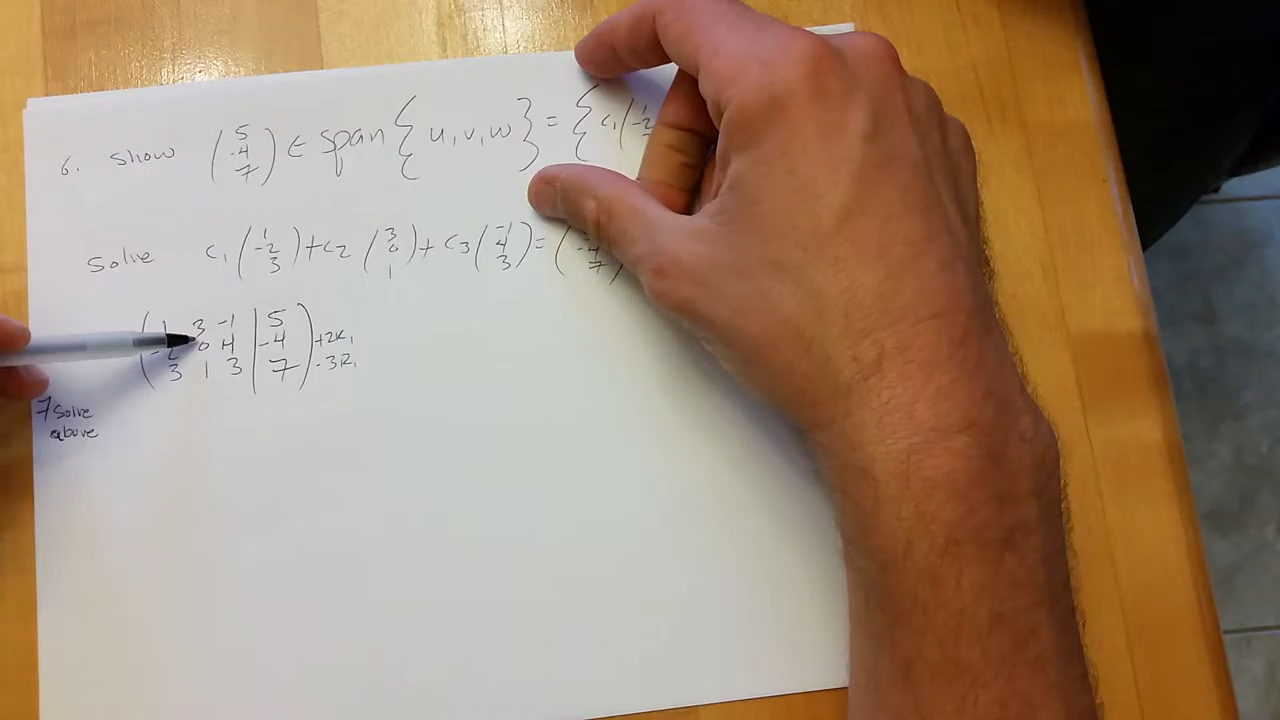 6. show (5 -4 7) ∈ span { u, v, w } = { c₁ (1 -2
Solve c₁ (1 -2 3) + c₂ (3 0 1) + c₃ (-1 4 3) = ( -4 7 )
( 1 3 -1 | 5 )
-2 0 4 | -4 +2R₁
3 1 3 | 7 -3R₁
7 Solve
above